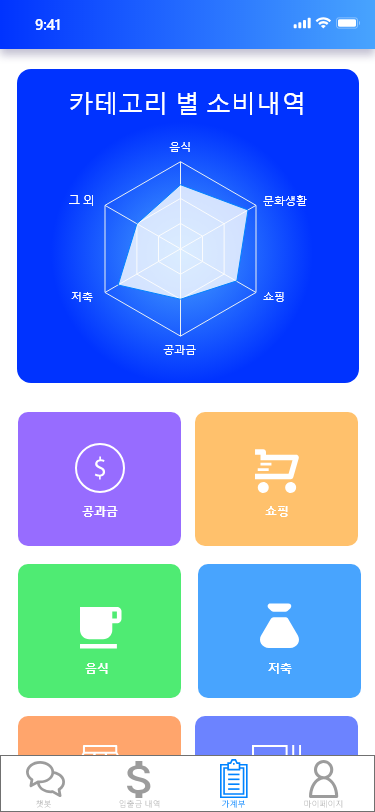 9:41
카테고리 별 소비내역
음식
그 외
문화생활
저축
쇼핑
공과금
$
공과금
쇼핑
음식
저축
챗봇
입출금 내역
가계부
마이페이지